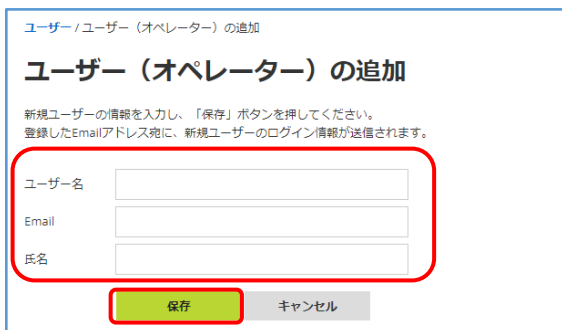 ユーザー / ユーザー（オペレーター）の追加
ユーザー（オペレーター）の追加
新規ユーザーの情報を入力し、「保存」ボタンを押してください。
登録したEmailアドレス宛に、新規ユーザーのログイン情報が送信されます。
ユーザー名
Email
氏名
保存 キャンセル